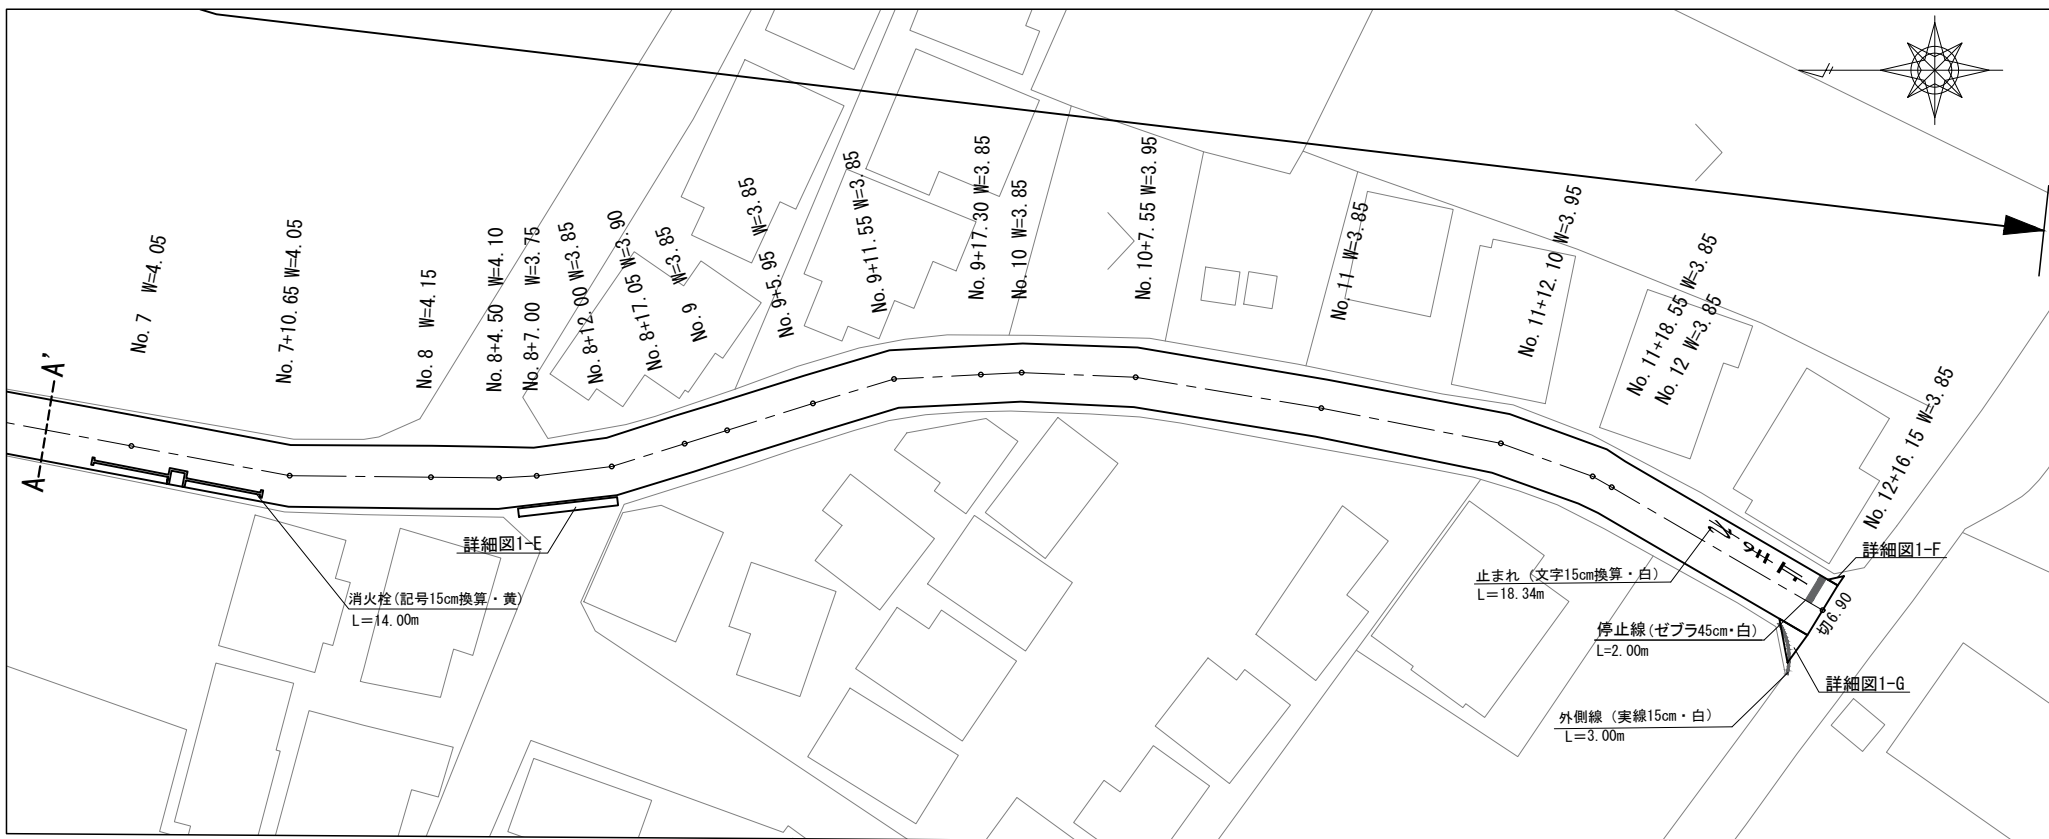 No.7 W=4.05
No.7+10.65 W=4.05
No.8 W=4.15
No.8+4.50 W=4.10
No.8+7.00 W=3.75
No.8+12.00 W=3.85
No.8+17.05 W=3.90
No.9 W=3.85
No.9+5.95 W=3.85
No.9+11.55 W=3.85
No.9+17.30 W=3.85
No.10 W=3.85
No.10+7.55 W=3.95
No.11 W=3.85
No.11+12.10 W=3.95
No.11+18.55 W=3.85
No.12 W=3.85
No.12+16.15 W=3.85
A'
A
詳細図1-E
消火栓(記号15cm換算・黄)
L=14.00m
止まれ
止まれ (文字15cm換算・白)
L=18.34m
詳細図1-F
停止線(ゼブラ45cm・白)
L=2.00m
切6.90
詳細図1-G
外側線 (実線15cm・白)
L=3.00m